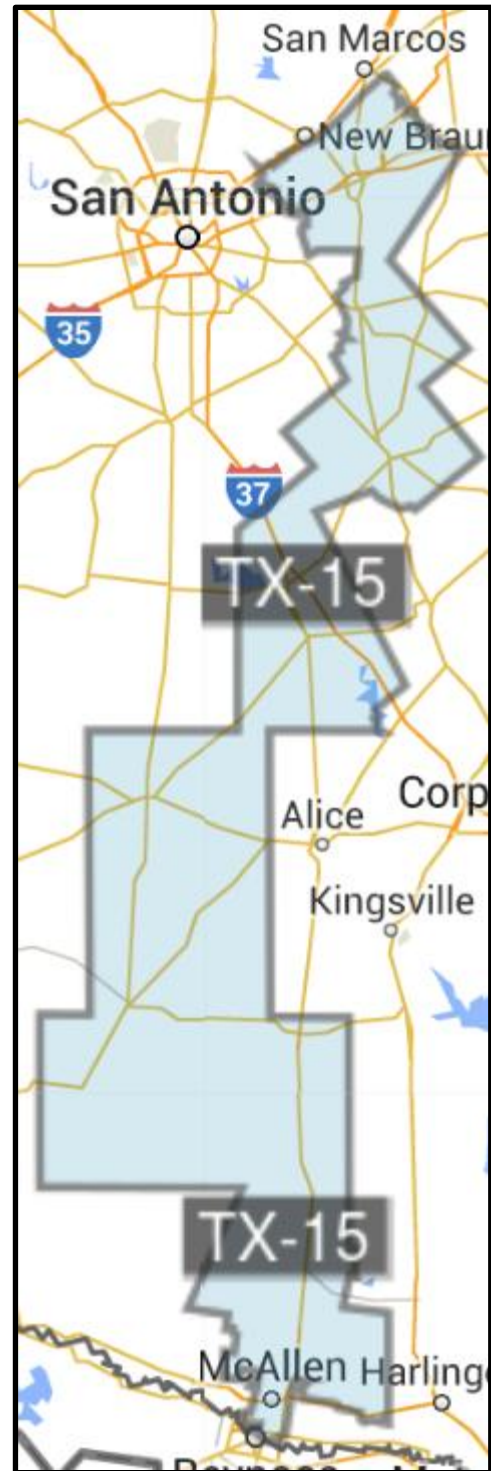 San Marcos
New Brau
San Antonio
35
37
TX-15
Corp
Alice
Kingsville
TX-15
McAllen
Harling